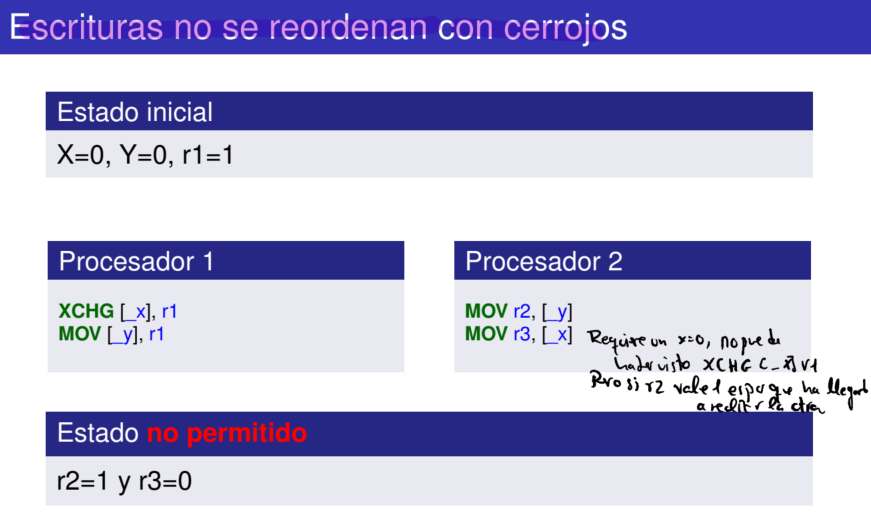 Escrituras no se reordenan con cerrojos
Estado inicial
X=0, Y=0, r1=1
Procesador 1
XCHG [_x], r1
MOV [_y], r1
Procesador 2
MOV r2, [_y]
MOV r3, [_x]
Requiere un x=0, no puede
haber visto XCHG [_x] r1
Pero si r2 vale 1 es porque ha llegado
a la otra
Estado no permitido
r2=1 y r3=0